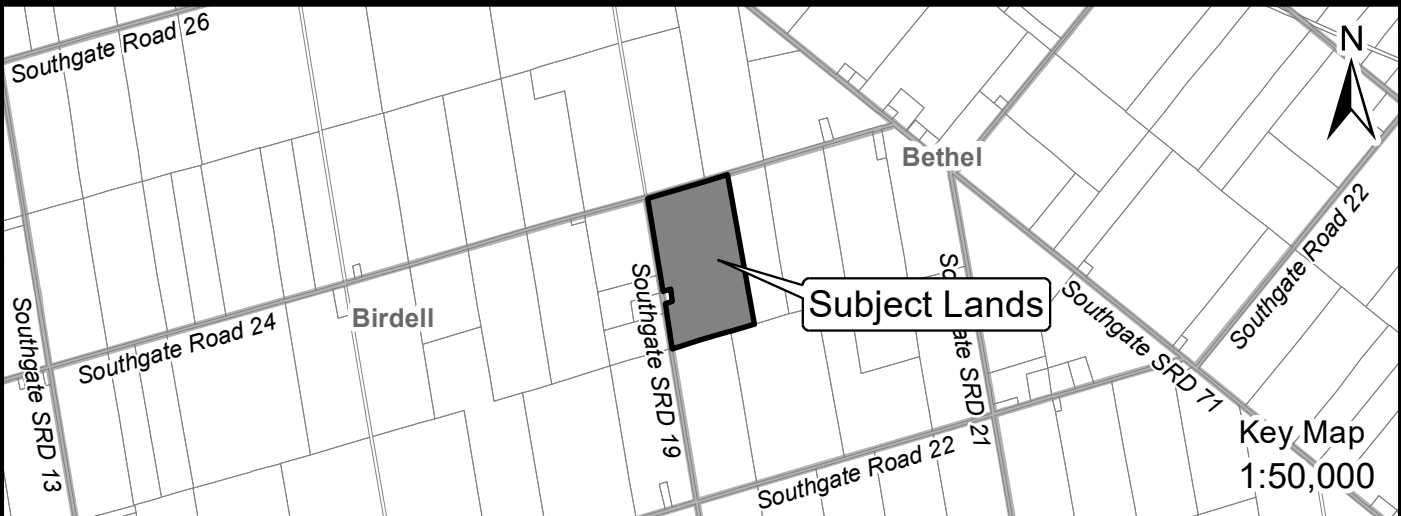 Southgate Road 26
N
Bethel
Southgate Road 22
Southgate SRD 19
Subject Lands
Southgate SRD 13
Birdell
Southgate Road 24
Southgate SRD 71
gate SRD 21
Key Map
1:50,000
Southgate Road 22